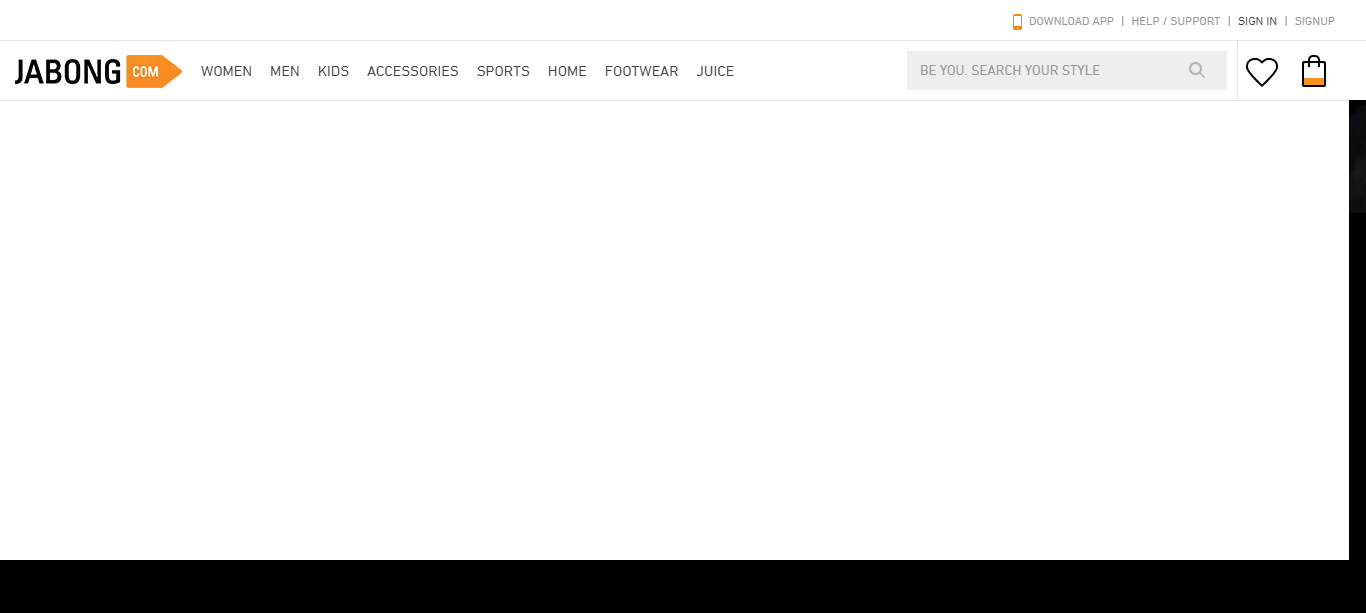 DOWNLOAD APP | HELP / SUPPORT | SIGN IN | SIGNUP
JABONG COM WOMEN MEN KIDS ACCESSORIES SPORTS HOME FOOTWEAR JUICE BE YOU. SEARCH YOUR STYLE